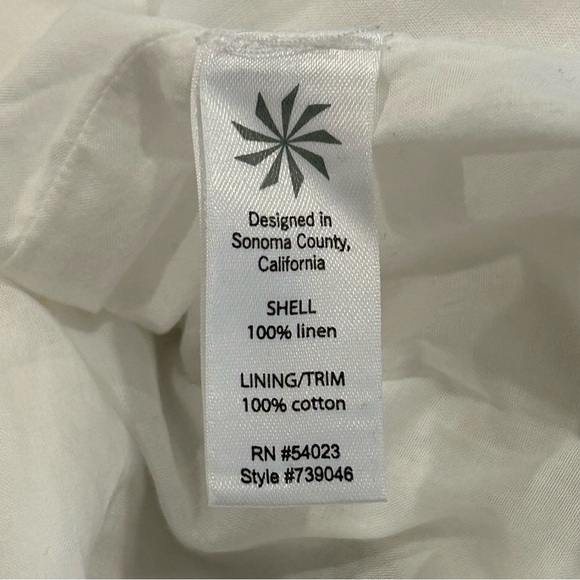 Designed in
Sonoma County,
California
SHELL
100% linen
LINING/TRIM
100% cotton
RN #54023
Style #739046